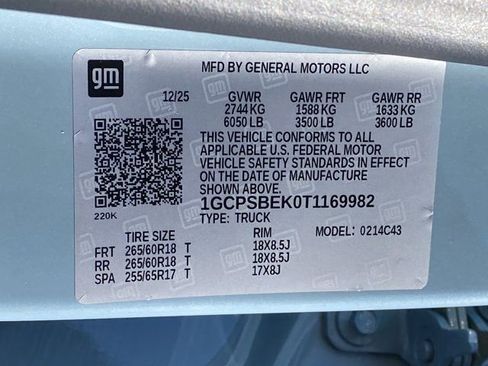 gm
MFD BY GENERAL MOTORS LLC
12/25 GVWR GAWR FRT GAWR RR
2744 KG 1588 KG 1633 KG
6050 LB 3500 LB 3600 LB
THIS VEHICLE CONFORMS TO ALL
APPLICABLE U.S. FEDERAL MOTOR
VEHICLE SAFETY STANDARDS IN EFFECT
ON THE DATE OF MANUFACTURE
SHOWN ABOVE.
220K
1GCPSBEK0T1169982
TYPE: TRUCK MODEL: 0214C43
TIRE SIZE RIM
FRT 265/60R18 T 18X8.5J
RR 265/60R18 T 18X8.5J
SPA 255/65R17 T 17X8J